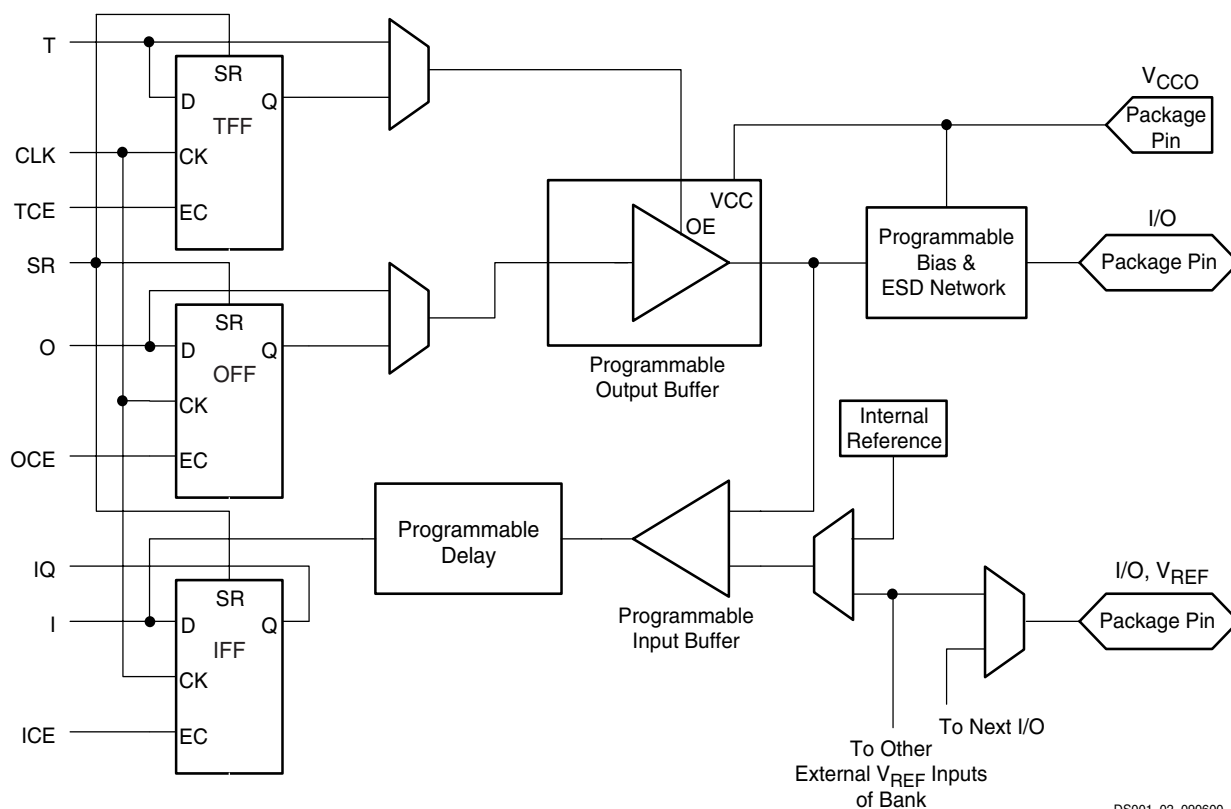 T
SR
D
Q
TFF
CLK
CK
TCE
EC
SR
SR
O
D
Q
OFF
CK
OCE
EC
IQ
SR
I
D
Q
IFF
CK
ICE
EC
VCC
OE
Programmable
Output Buffer
VCCO
Package
Pin
Programmable
Bias &
ESD Network
I/O
Package Pin
Internal
Reference
Programmable
Delay
Programmable
Input Buffer
I/O, VREF
Package Pin
To Next I/O
To Other
External VREF Inputs
of Bank
DS001_02_090600